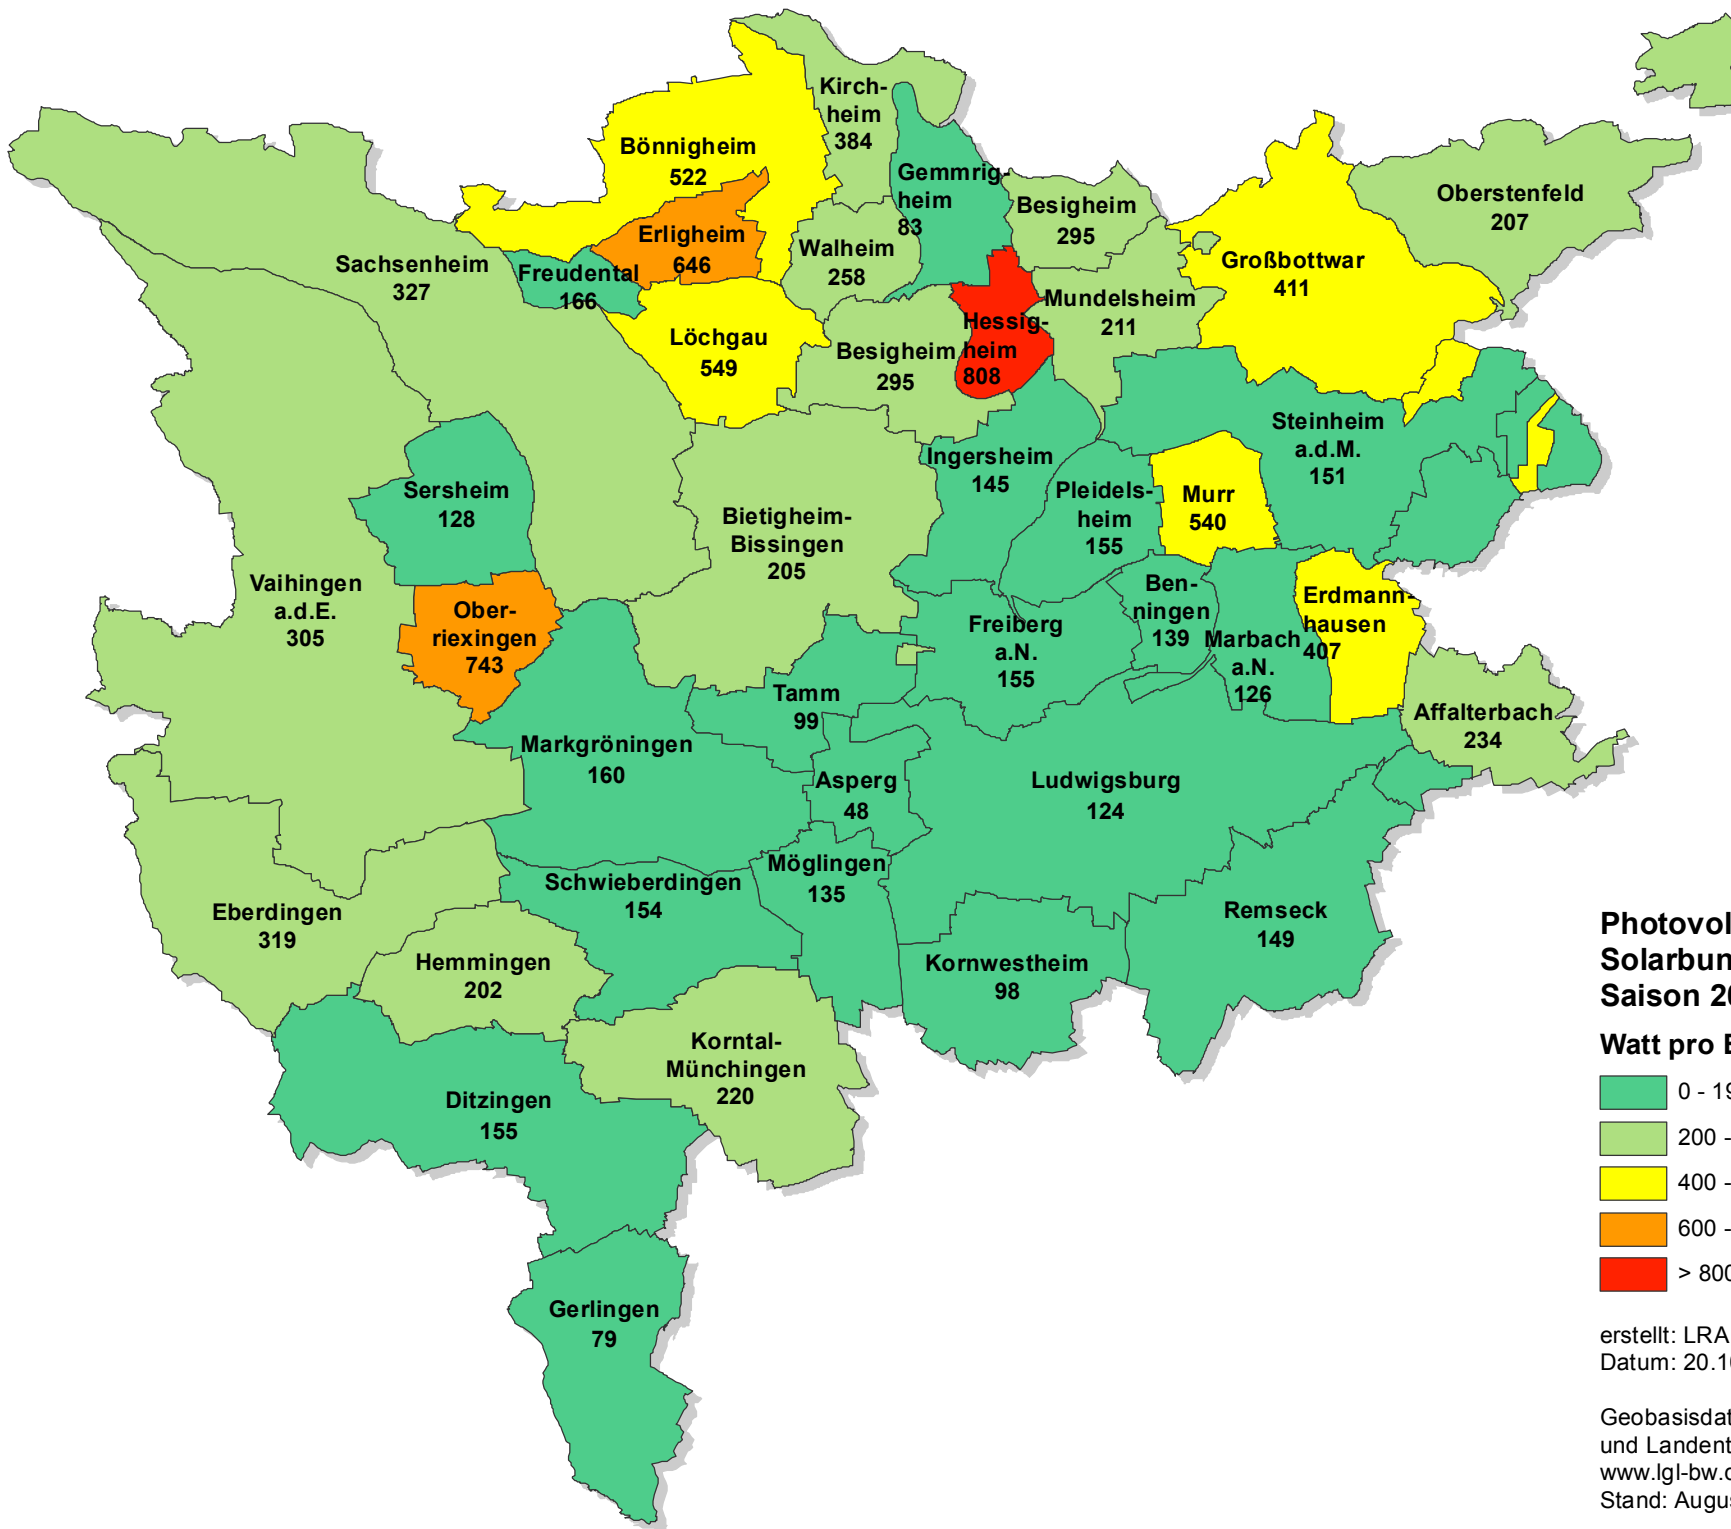 Kirch-
heim
384
Bönnigheim
522
Gemmrig-
heim
83
Besigheim
295
Oberstenfeld
207
Erligheim
646
Walheim
258
Großbottwar
411
Sachsenheim
327
Freudental
166
Mundelsheim
211
Hessig-
heim
808
Löchgau
549
Besigheim
295
Steinheim
a.d.M.
151
Ingersheim
145
Sersheim
128
Pleidels-
heim
155
Murr
540
Bietigheim-
Bissingen
205
Vaihingen
a.d.E.
305
Ober-
riexingen
743
Ben-
ningen
139
Erdmann-
hausen
407
Freiberg
a.N.
155
Marbach
a.N.
126
Tamm
99
Affalterbach
234
Markgröningen
160
Asperg
48
Ludwigsburg
124
Möglingen
135
Schwieberdingen
154
Eberdingen
319
Remseck
149
Hemmingen
202
Kornwestheim
98
Korntal-
Münchingen
220
Ditzingen
155
Gerlingen
79
Photovol
Solarbun
Saison 20
Watt pro E
0 - 19
200 -
400 -
600 -
> 800
erstellt: LRA
Datum: 20.10
Geobasisdat
und Landent
www.lgl-bw.d
Stand: Augus